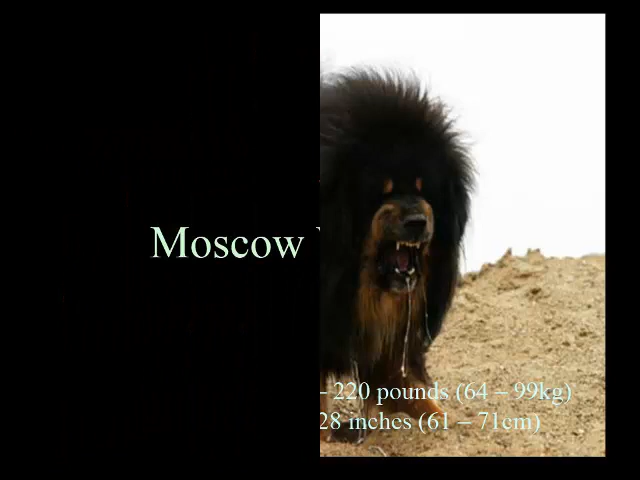 Moscow
– 220 pounds (64 – 99kg)
28 inches (61 – 71cm)